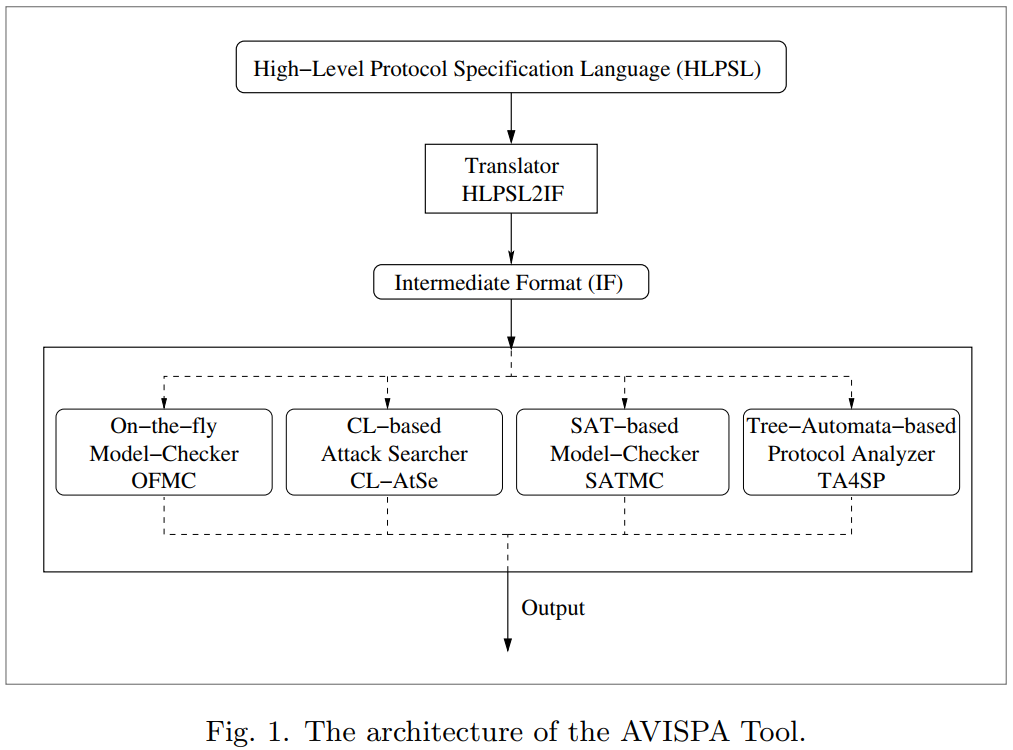 High−Level Protocol Specification Language (HLPSL)
Translator
HLPSL2IF
Intermediate Format (IF)
On−the−fly
Model−Checker
OFMC
CL−based
Attack Searcher
CL−AtSe
SAT−based
Model−Checker
SATMC
Tree−Automata−based
Protocol Analyzer
TA4SP
Output
Fig. 1. The architecture of the AVISPA Tool.